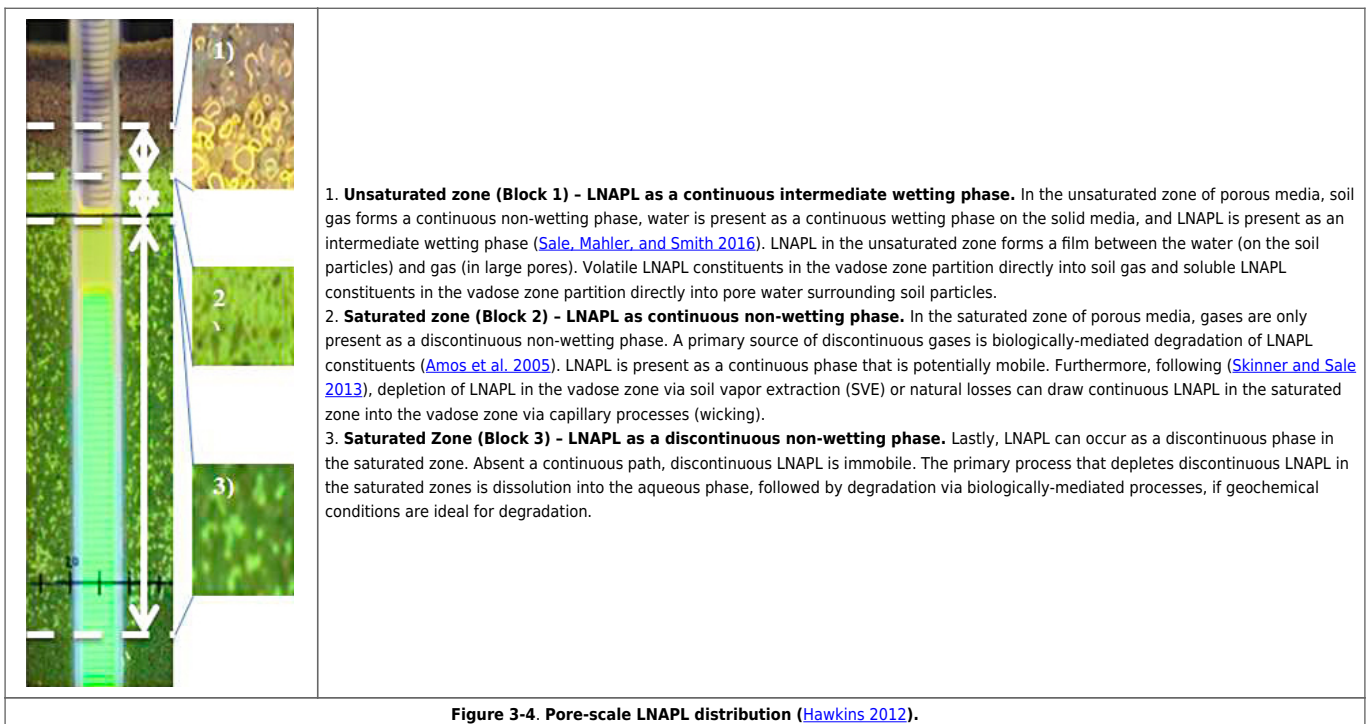 1)
2
3)
1. Unsaturated zone (Block 1) – LNAPL as a continuous intermediate wetting phase. In the unsaturated zone of porous media, soil
gas forms a continuous non-wetting phase, water is present as a continuous wetting phase on the solid media, and LNAPL is present as an
intermediate wetting phase (Sale, Mahler, and Smith 2016). LNAPL in the unsaturated zone forms a film between the water (on the soil
particles) and gas (in large pores). Volatile LNAPL constituents in the vadose zone partition directly into soil gas and soluble LNAPL
constituents in the vadose zone partition directly into pore water surrounding soil particles.
2. Saturated zone (Block 2) – LNAPL as continuous non-wetting phase. In the saturated zone of porous media, gases are only
present as a discontinuous non-wetting phase. A primary source of discontinuous gases is biologically-mediated degradation of LNAPL
constituents (Amos et al. 2005). LNAPL is present as a continuous phase that is potentially mobile. Furthermore, following (Skinner and Sale
2013), depletion of LNAPL in the vadose zone via soil vapor extraction (SVE) or natural losses can draw continuous LNAPL in the saturated
zone into the vadose zone via capillary processes (wicking).
3. Saturated Zone (Block 3) – LNAPL as a discontinuous non-wetting phase. Lastly, LNAPL can occur as a discontinuous phase in
the saturated zone. Absent a continuous path, discontinuous LNAPL is immobile. The primary process that depletes discontinuous LNAPL in
the saturated zones is dissolution into the aqueous phase, followed by degradation via biologically-mediated processes, if geochemical
conditions are ideal for degradation.
Figure 3-4. Pore-scale LNAPL distribution (Hawkins 2012).